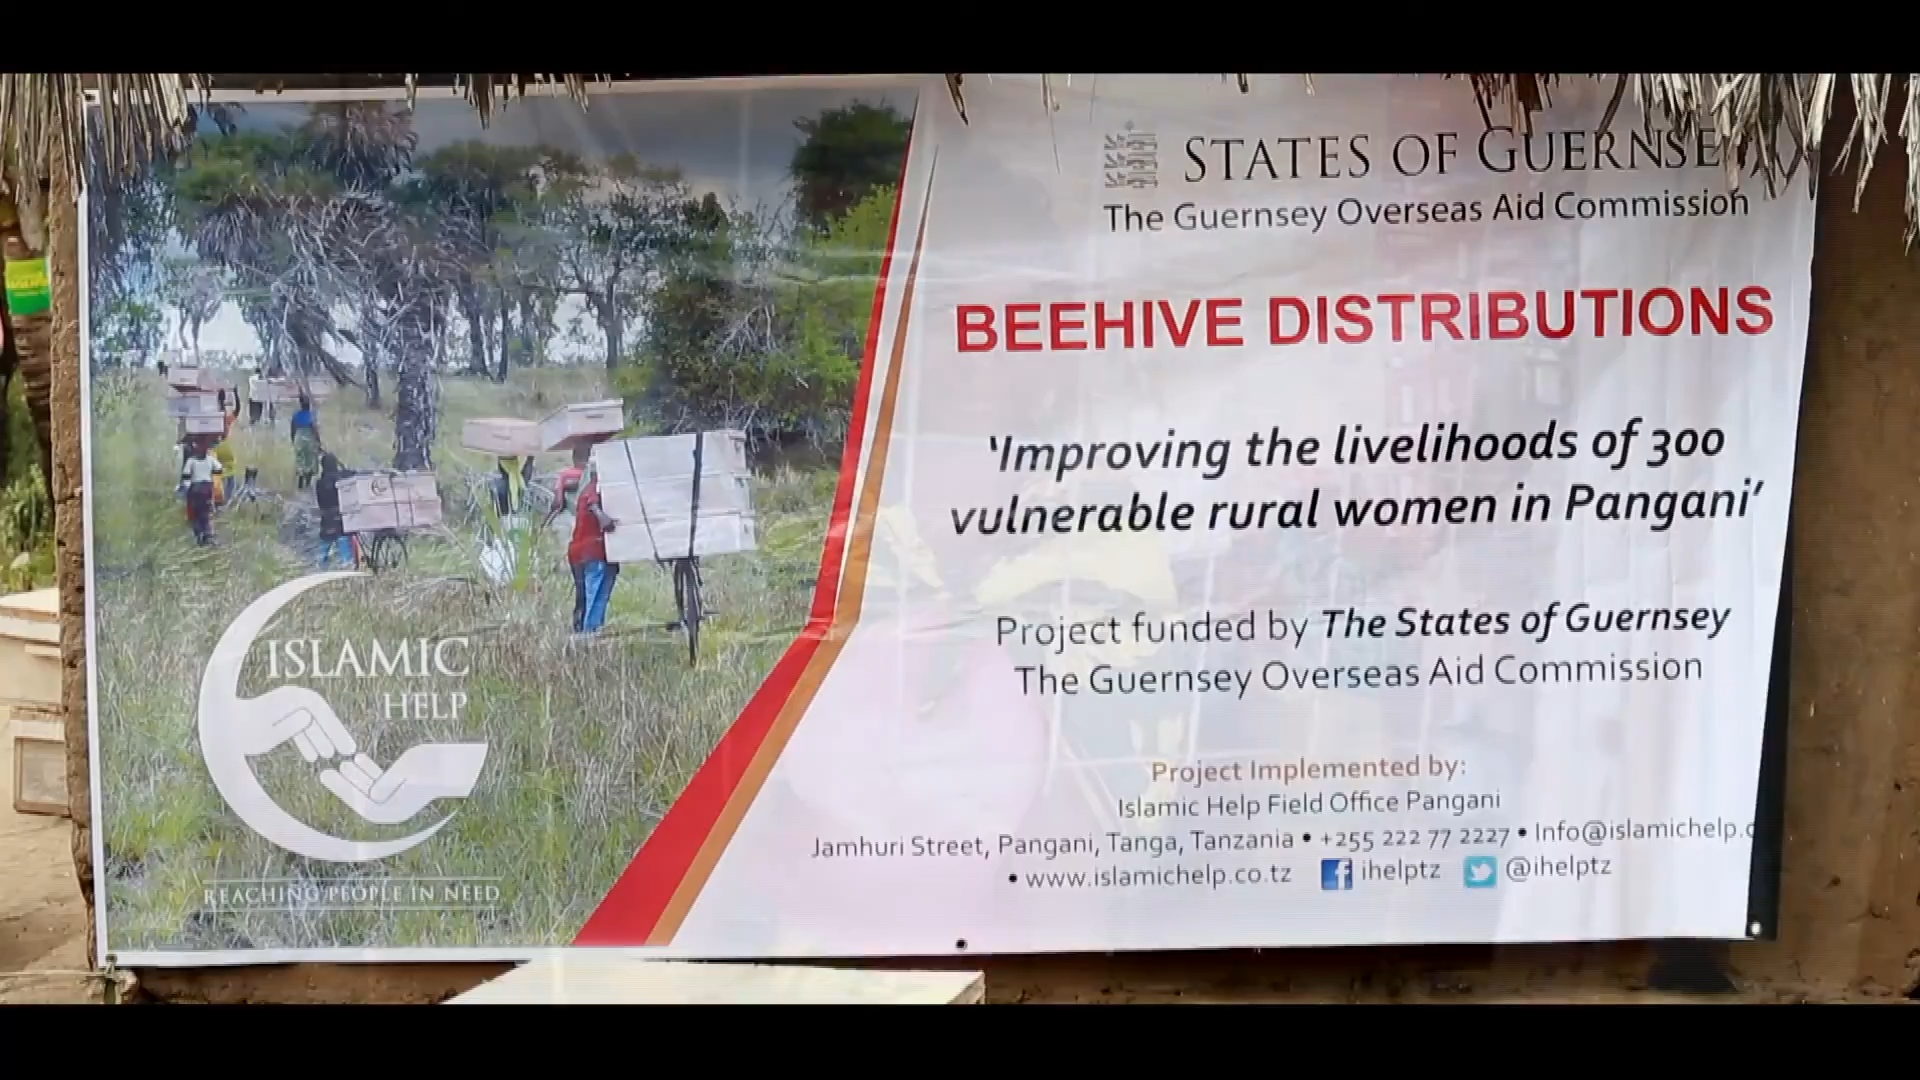 STATES OF GUERNSE
The Guernsey Overseas Aid Commission
BEEHIVE DISTRIBUTIONS
'Improving the livelihoods of 300
vulnerable rural women in Pangani'
Project funded by The States of Guernsey
The Guernsey Overseas Aid Commission
Project Implemented by:
Islamic Help Field Office Pangani
Jamhuri Street, Pangani, Tanga, Tanzania • +255 222 77 2227 • Info@islamichelp.c
• www.islamichelp.co.tz ihelptz @ihelptz
ISLAMIC
HELP
REACHING PEOPLE IN NEED